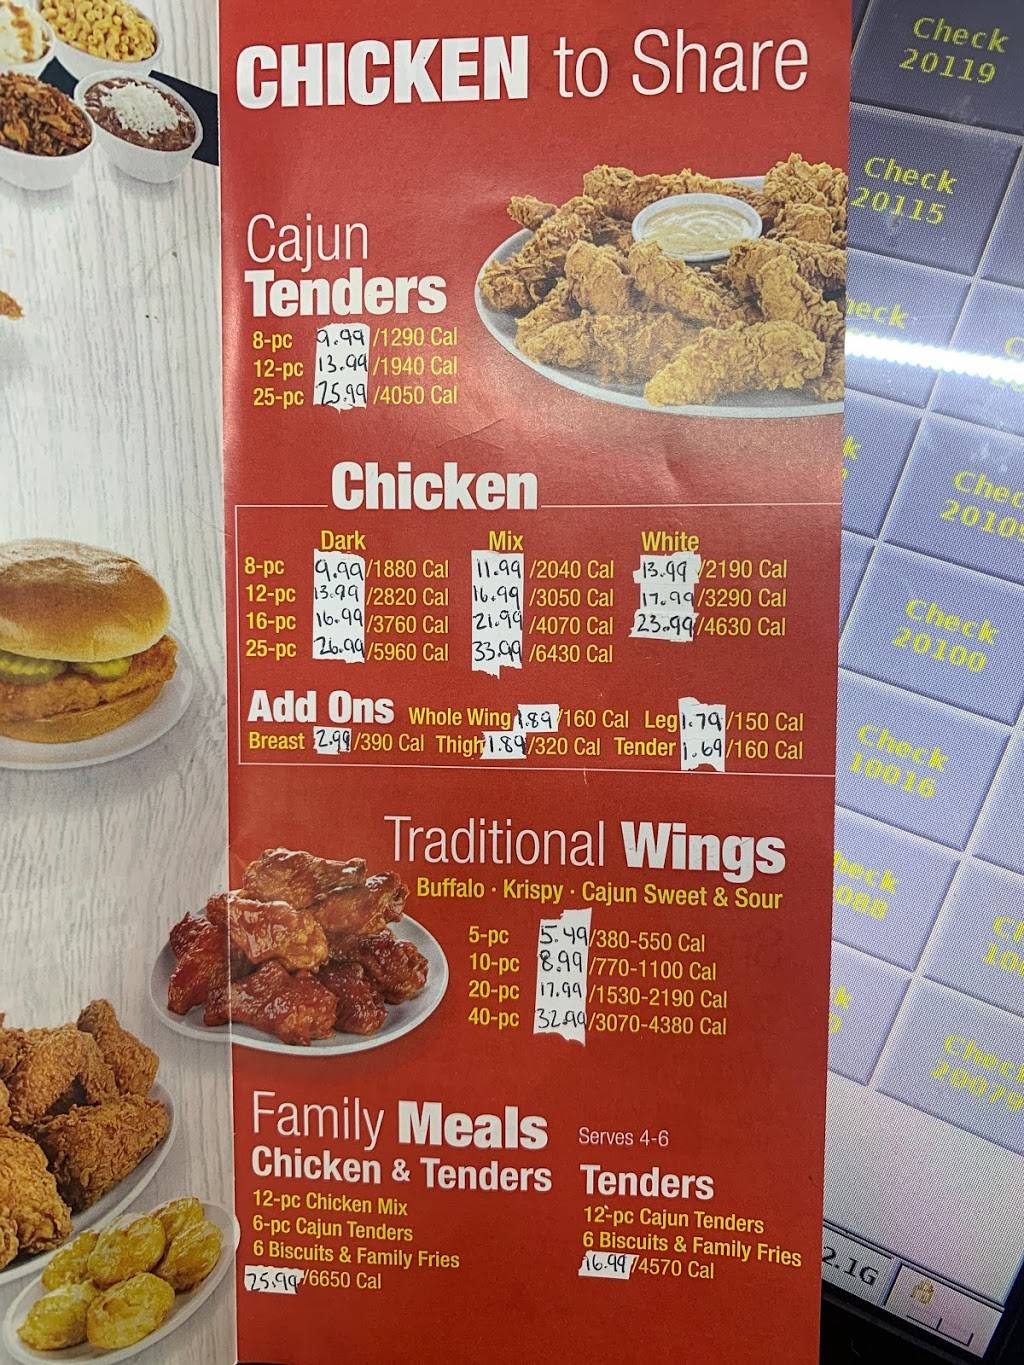 CHICKEN to Share
Cajun
Tenders
8-pc 9.99/1290 Cal
12-pc 13.99/1940 Cal
25-pc 25.99/4050 Cal
Chicken
Dark Mix White
8-pc 9.99/1880 Cal 11.99/2040 Cal 13.99/2190 Cal
12-pc 13.99/2820 Cal 16.99/3050 Cal 17.99/3290 Cal
16-pc 16.99/3760 Cal 21.99/4070 Cal 23.99/4630 Cal
25-pc 26.99/5960 Cal 33.99/6430 Cal
Add Ons Whole Wing 1.89/160 Cal Leg 1.79/150 Cal
Breast 2.99/390 Cal Thigh 1.89/320 Cal Tender 1.69/160 Cal
Traditional Wings
Buffalo · Krispy · Cajun Sweet & Sour
5-pc 5.49/380-550 Cal
10-pc 8.99/770-1100 Cal
20-pc 17.99/1530-2190 Cal
40-pc 32.99/3070-4380 Cal
Family Meals Serves 4-6
Chicken & Tenders
12-pc Chicken Mix
6-pc Cajun Tenders
6 Biscuits & Family Fries
25.99/6650 Cal
Tenders
12-pc Cajun Tenders
6 Biscuits & Family Fries
16.99/4570 Cal
Check
20119
Check
20115
Check
20100
Check
10016
Check
20079
2.1G